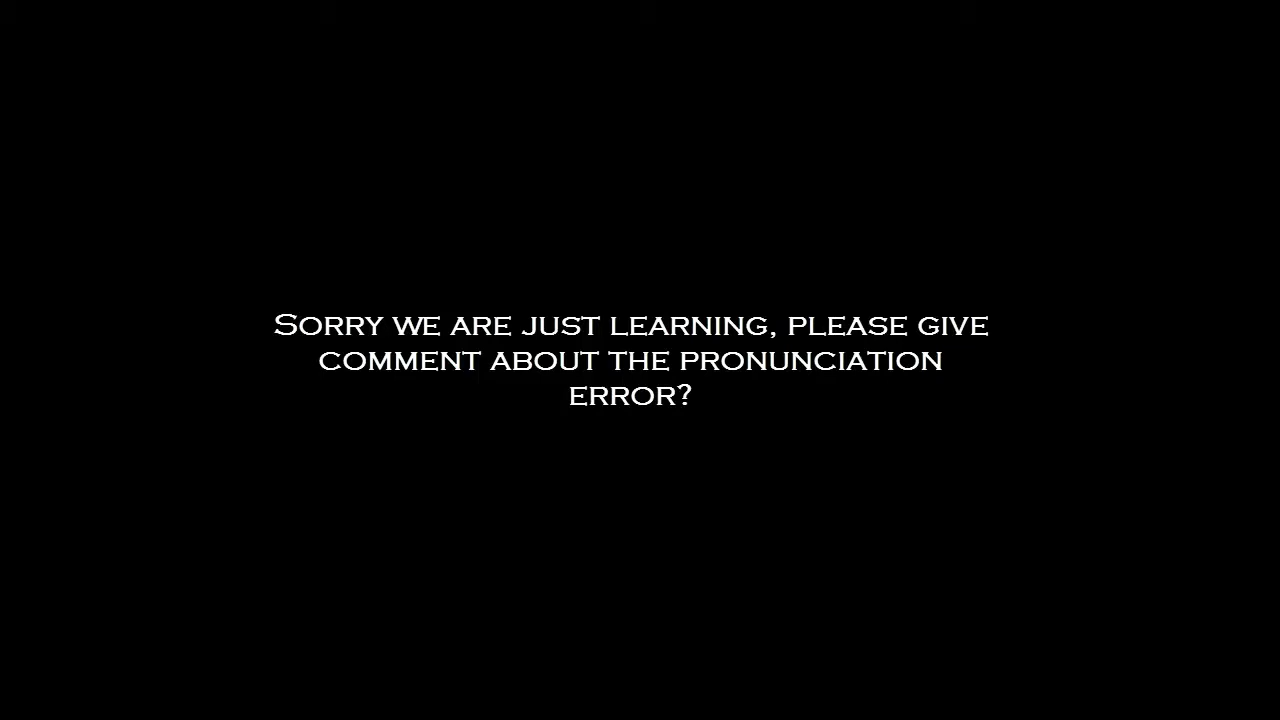 Sorry we are just learning, please give
comment about the pronunciation
error?